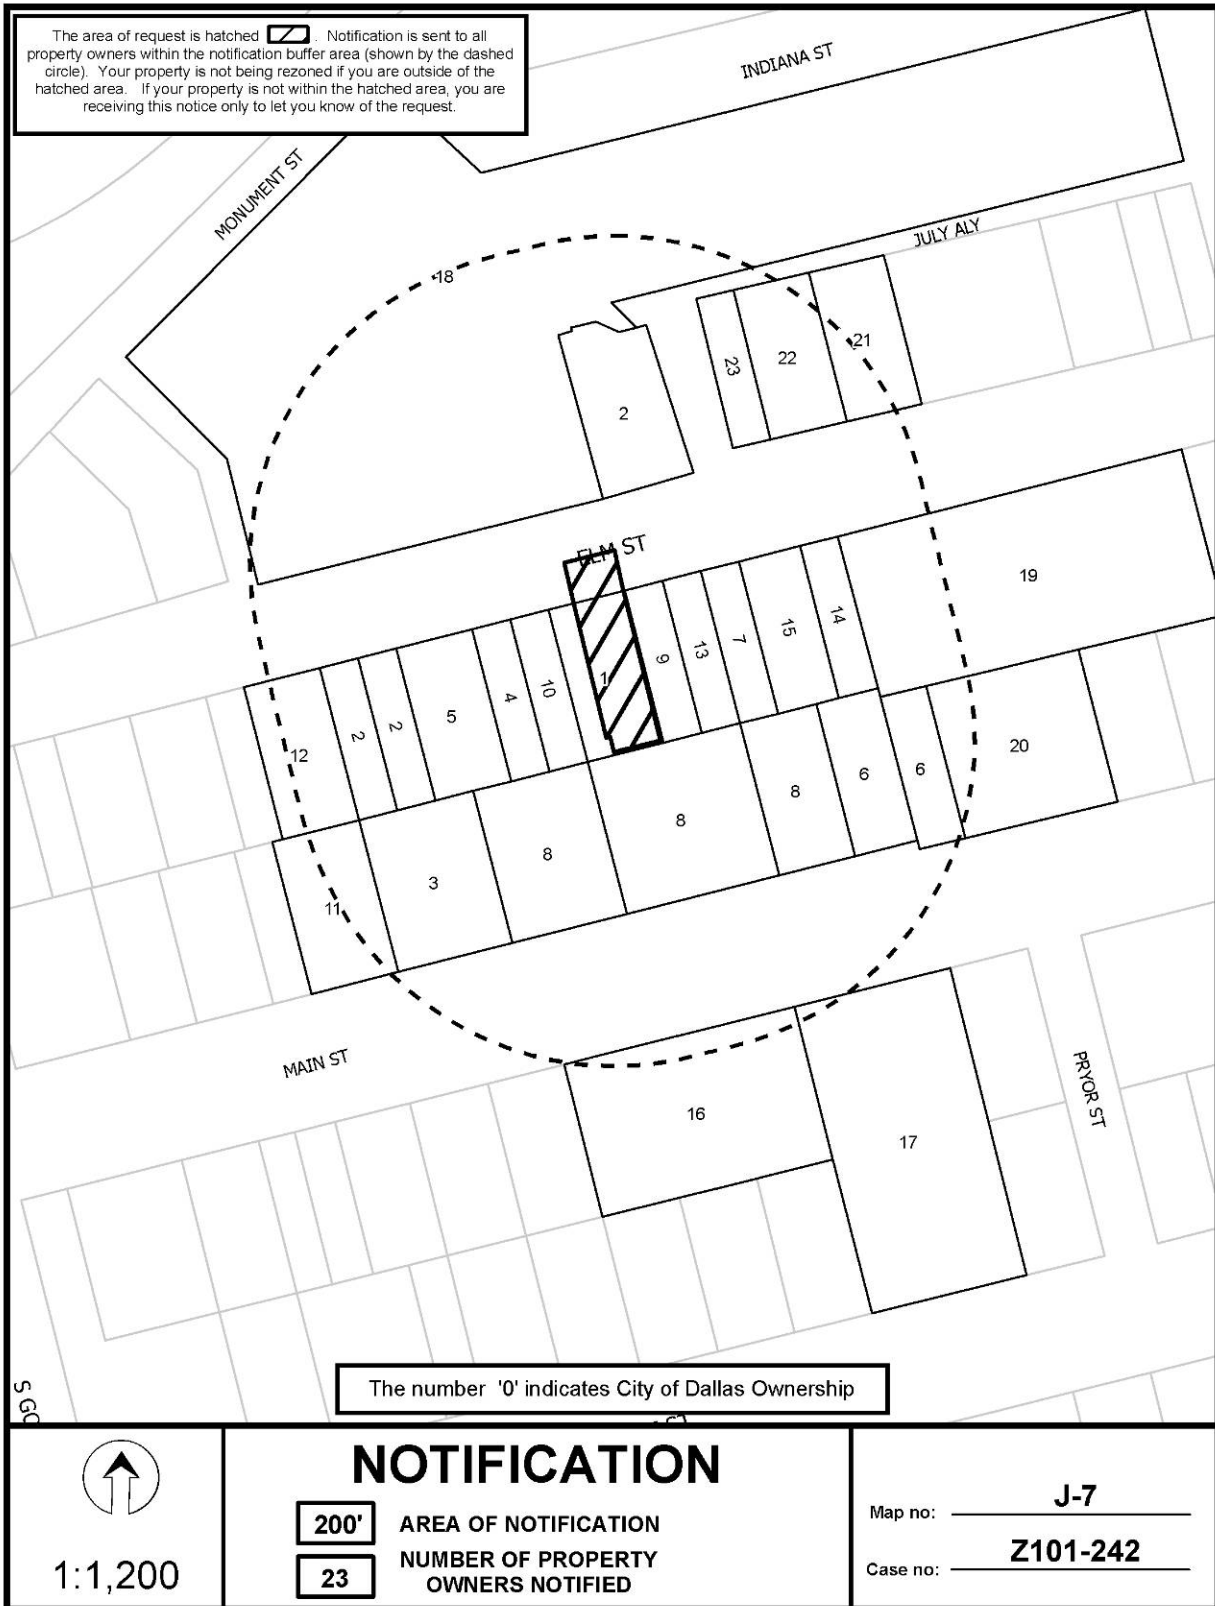 The area of request is hatched . Notification is sent to all
property owners within the notification buffer area (shown by the dashed
circle). Your property is not being rezoned if you are outside of the
hatched area. If your property is not within the hatched area, you are
receiving this notice only to let you know of the request.
INDIANA ST
MONUMENT ST
JULY ALY
18
21
22
23
2
ELM ST
19
14
15
7
13
9
1
10
4
5
2
2
12
20
6
6
8
8
8
3
11
MAIN ST
PRYOR ST
16
17
S GO
The number '0' indicates City of Dallas Ownership
NOTIFICATION
200' AREA OF NOTIFICATION
23 NUMBER OF PROPERTY
OWNERS NOTIFIED
1:1,200
Map no: J-7
Case no: Z101-242